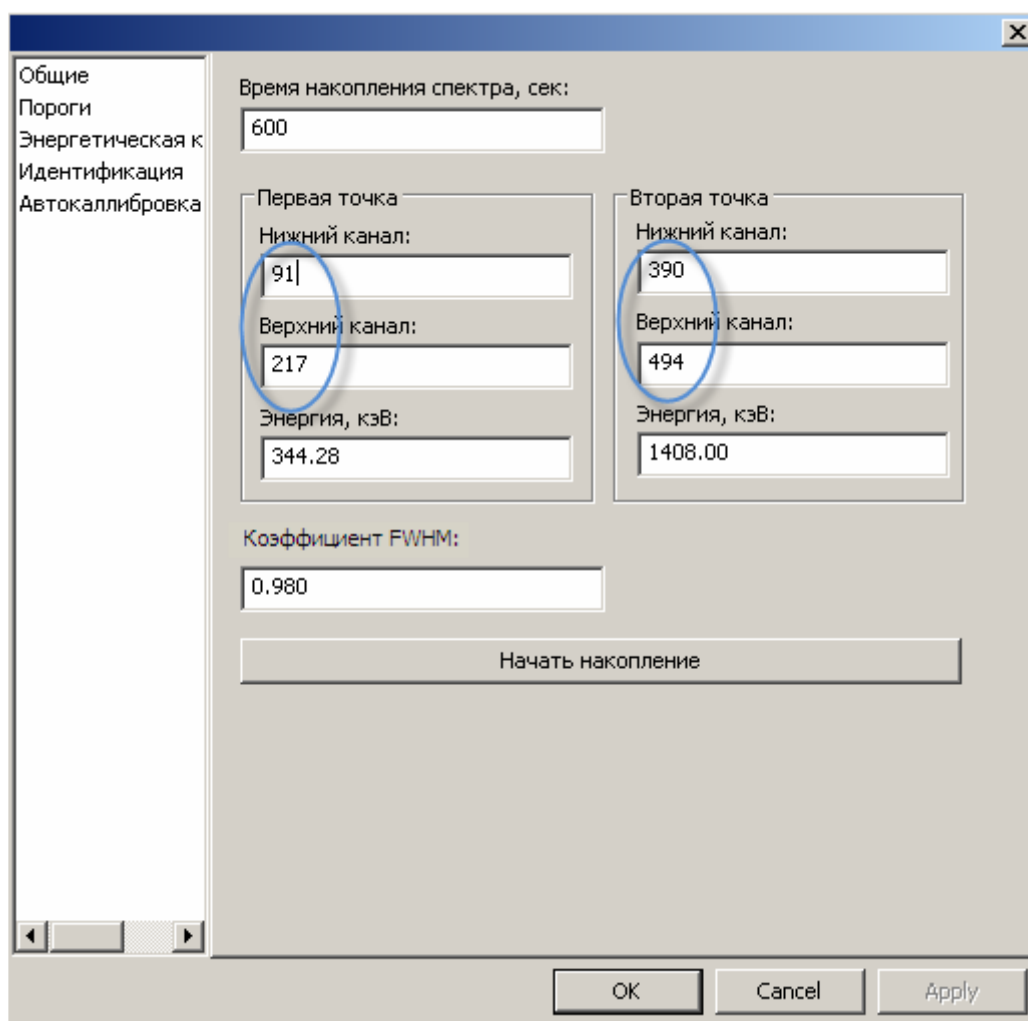 Общие
Пороги
Энергетическая к
Идентификация
Автокаллибровка
Время накопления спектра, сек:
600
Первая точка
Нижний канал:
91
Верхний канал:
217
Энергия, кэВ:
344.28
Вторая точка
Нижний канал:
390
Верхний канал:
494
Энергия, кэВ:
1408.00
Коэффициент FWHM:
0.980
Начать накопление
OK
Cancel
Apply